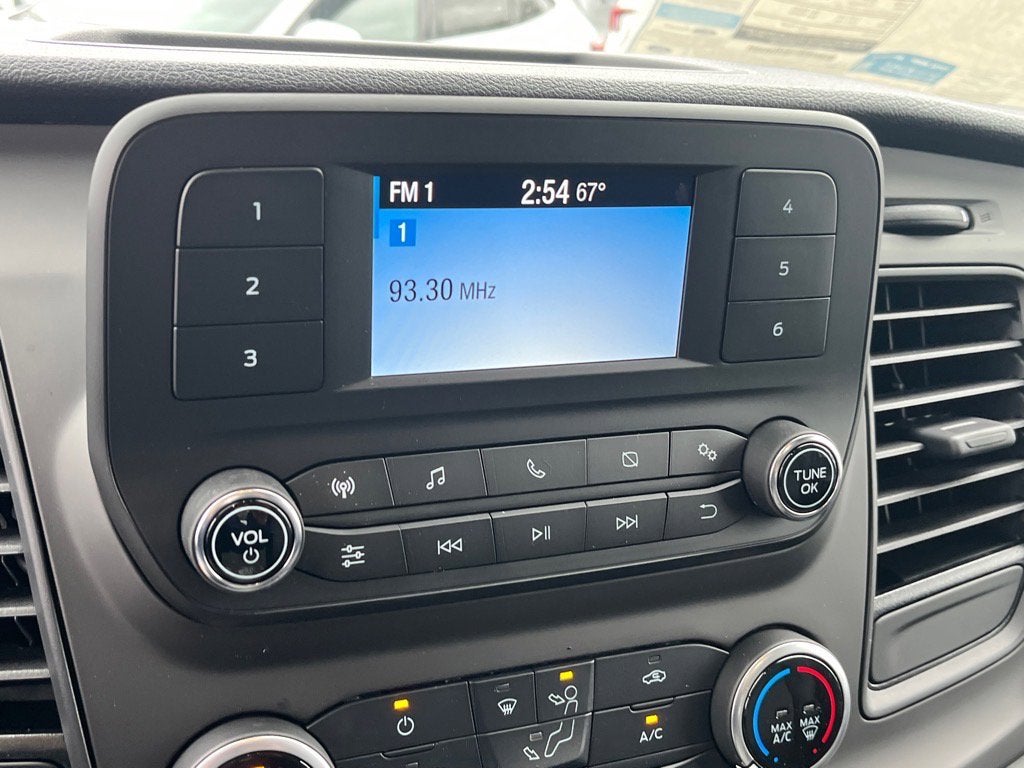 FM 1 2:54 67°
1
93.30 MHz
1
2
3
4
5
6
VOL
TUNE
OK
A/C
MAX
A/C
MAX